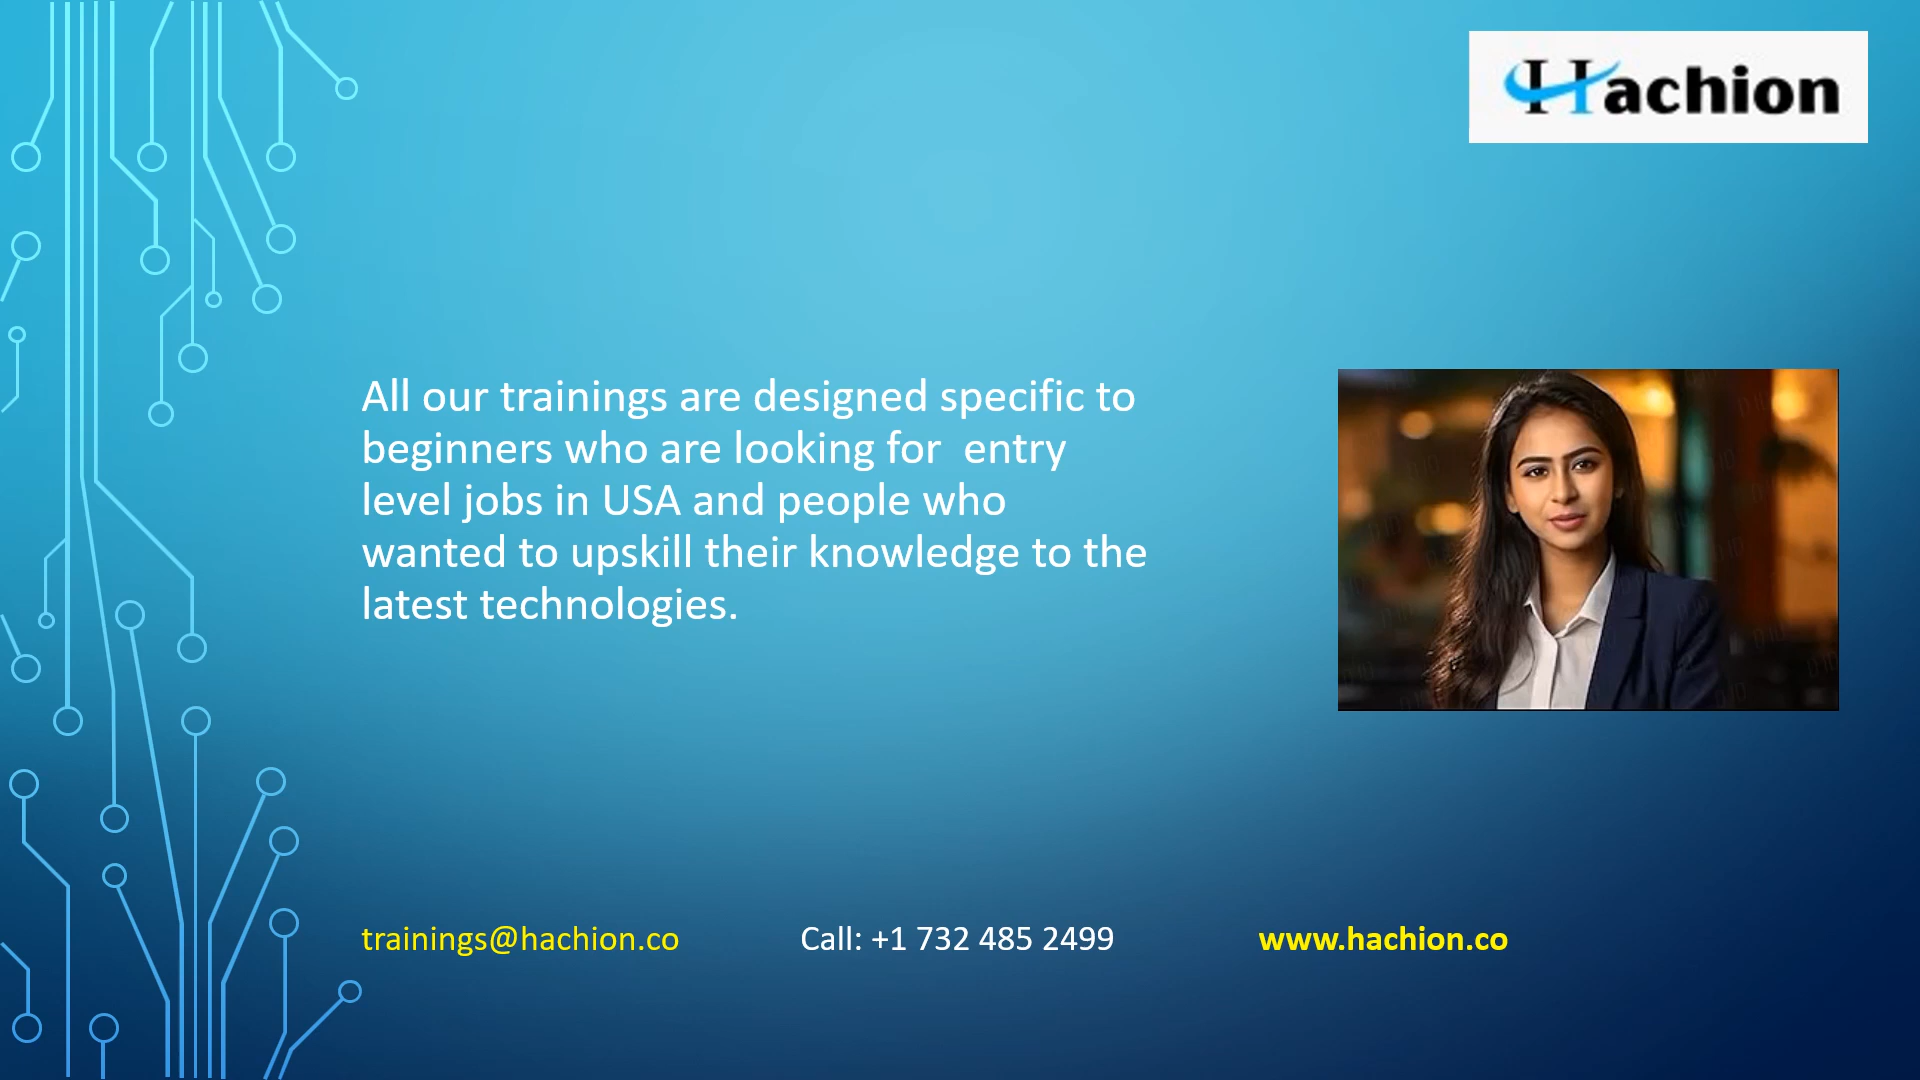 Hachion
All our trainings are designed specific to
beginners who are looking for  entry
level jobs in USA and people who
wanted to upskill their knowledge to the
latest technologies.
trainings@hachion.co
Call: +1 732 485 2499
www.hachion.co